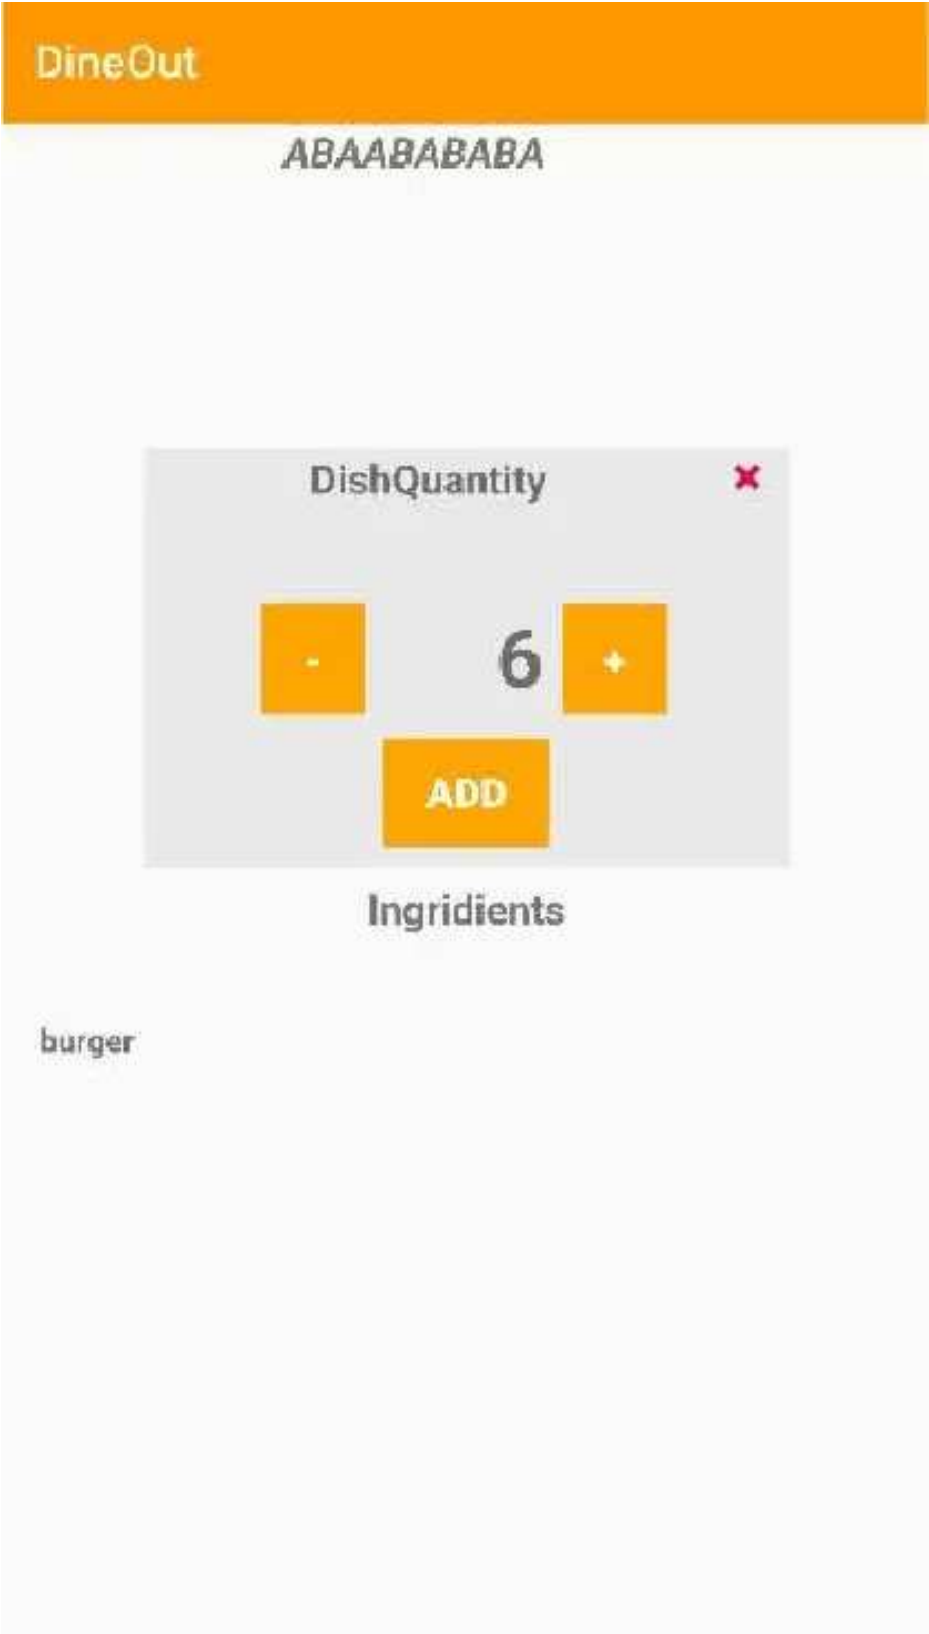 DineOut
ABAABABABA
DishQuantity ×
- 6 +
ADD
Ingridients
burger